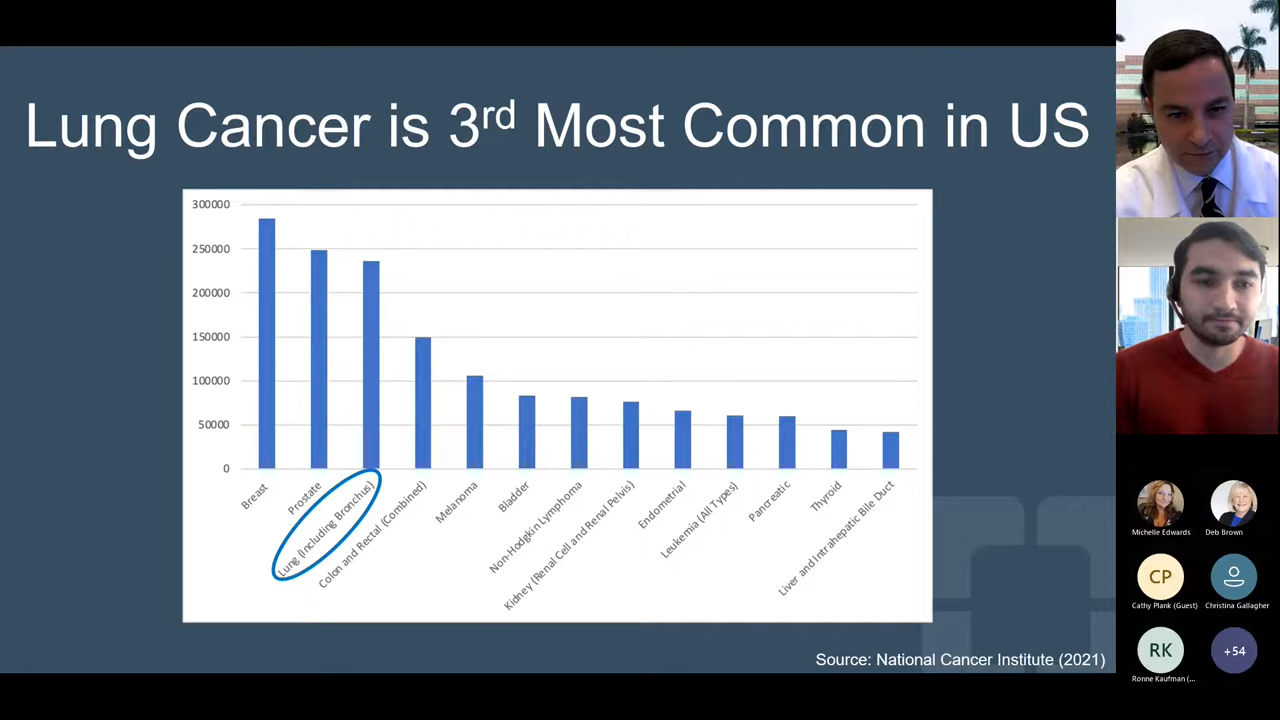 Lung Cancer is 3rd Most Common in US
300000
250000
200000
150000
100000
50000
0
Breast
Prostate
Lung (Including Bronchus)
Colon and Rectal (Combined)
Melanoma
Bladder
Non-Hodgkin Lymphoma
Kidney (Renal Cell and Renal Pelvis)
Endometrial
Leukemia (All Types)
Pancreatic
Thyroid
Liver and Intrahepatic Bile Duct
Source: National Cancer Institute (2021)
Michelle Edwards
Deb Brown
CP
Cathy Plank (Guest)
Christina Gallagher
RK
+54
Ronne Kaufman (...